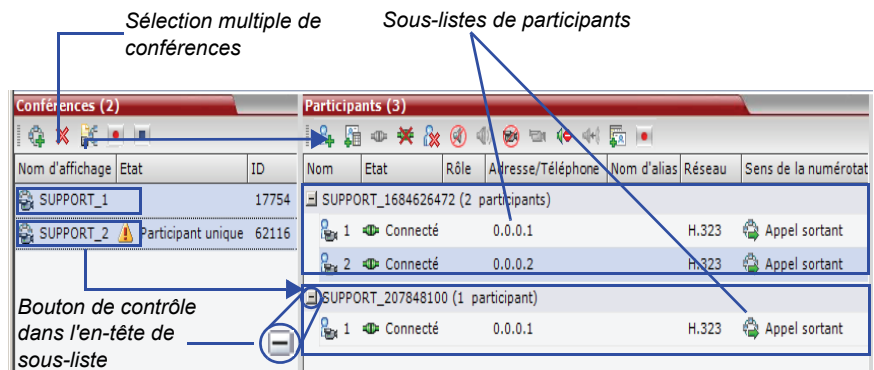 Sélection multiple de
conférences
Sous-listes de participants
Conférences (2)
Participants (3)
Nom d'affichage Etat ID
Nom Etat Rôle Adresse/Téléphone Nom d'alias Réseau Sens de la numérotat
SUPPORT_1 17754
SUPPORT_2 Participant unique 62116
SUPPORT_1684626472 (2 participants)
1 Connecté 0.0.0.1 H.323 Appel sortant
2 Connecté 0.0.0.2 H.323 Appel sortant
SUPPORT_207848100 (1 participant)
1 Connecté 0.0.0.1 H.323 Appel sortant
Bouton de contrôle
dans l'en-tête de
sous-liste